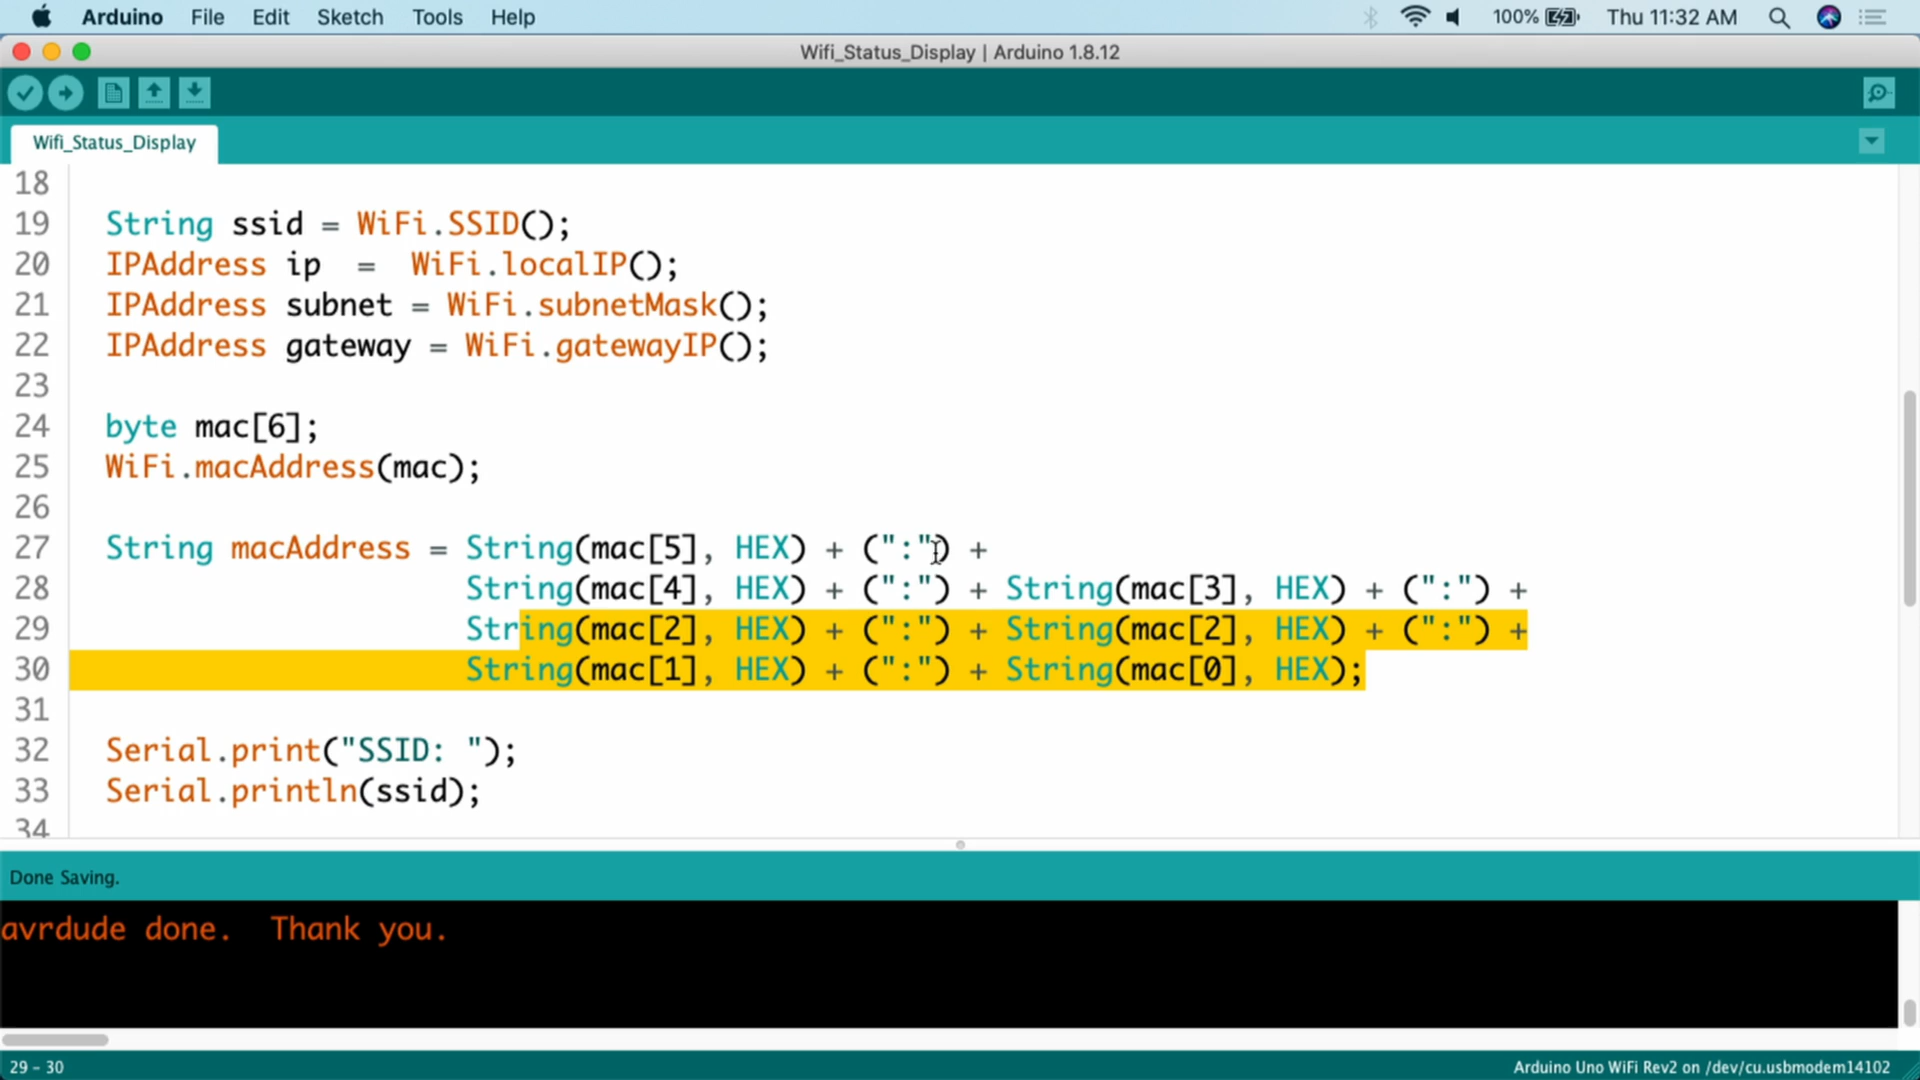 Arduino File Edit Sketch Tools Help 100% Thu 11:32 AM
Wifi_Status_Display | Arduino 1.8.12
Wifi_Status_Display
18
19 String ssid = WiFi.SSID();
20 IPAddress ip  =  WiFi.localIP();
21 IPAddress subnet = WiFi.subnetMask();
22 IPAddress gateway = WiFi.gatewayIP();
23
24 byte mac[6];
25 WiFi.macAddress(mac);
26
27 String macAddress = String(mac[5], HEX) + (":") +
28 String(mac[4], HEX) + (":") + String(mac[3], HEX) + (":") +
29 String(mac[2], HEX) + (":") + String(mac[2], HEX) + (":") +
30 String(mac[1], HEX) + (":") + String(mac[0], HEX);
31
32 Serial.print("SSID: ");
33 Serial.println(ssid);
34
Done Saving.
avrdude done.  Thank you.
29 - 30 Arduino Uno WiFi Rev2 on /dev/cu.usbmodem14102